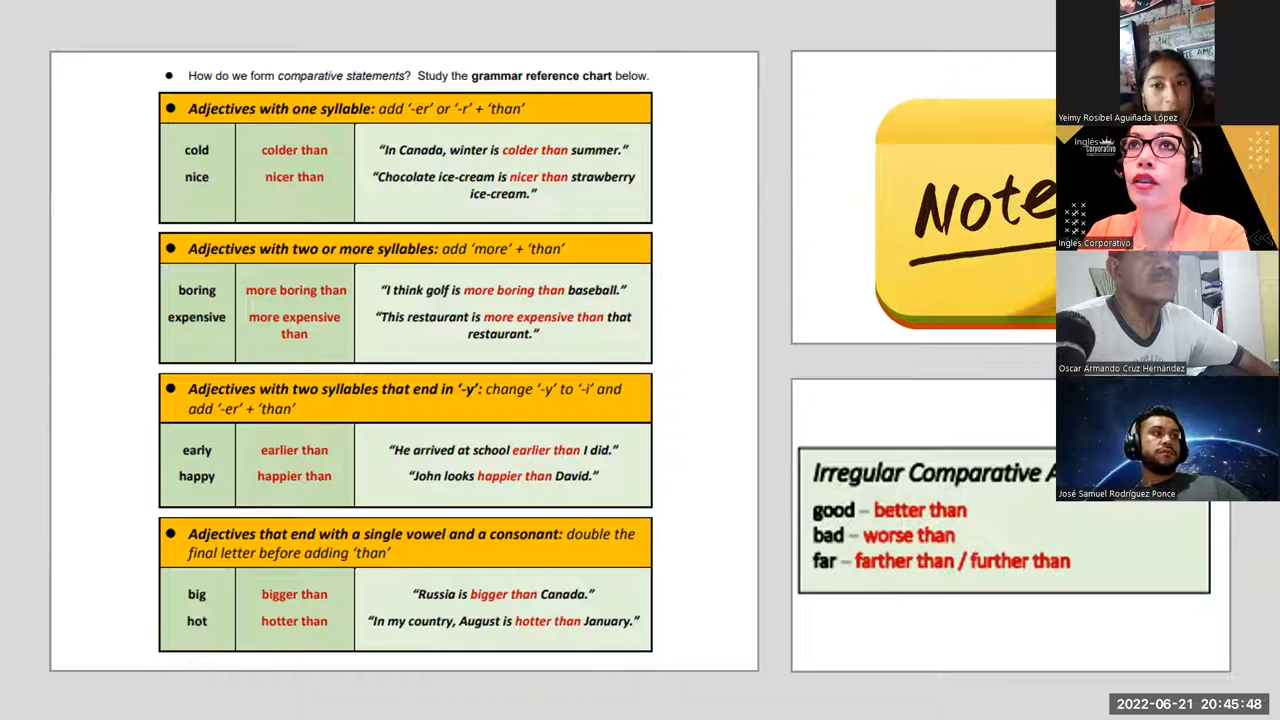 ● How do we form comparative statements? Study the grammar reference chart below.
● Adjectives with one syllable: add ‘-er’ or ‘-r’ + ‘than’
cold colder than “In Canada, winter is colder than summer.”
nice nicer than “Chocolate ice-cream is nicer than strawberry
ice-cream.”
● Adjectives with two or more syllables: add ‘more’ + ‘than’
boring more boring than “I think golf is more boring than baseball.”
expensive more expensive “This restaurant is more expensive than that
than restaurant.”
● Adjectives with two syllables that end in ‘-y’: change ‘-y’ to ‘-i’ and
add ‘-er’ + ‘than’
early earlier than “He arrived at school earlier than I did.”
happy happier than “John looks happier than David.”
● Adjectives that end with a single vowel and a consonant: double the
final letter before adding ‘than’
big bigger than “Russia is bigger than Canada.”
hot hotter than “In my country, August is hotter than January.”
Note
Irregular Comparative A
good – better than
bad – worse than
far – farther than / further than
Yeimy Rosibel Aguiñada López
Inglés
Corporativo
Inglés Corporativo
Oscar Armando Cruz Hernández
José Samuel Rodríguez Ponce
2022-06-21 20:45:48